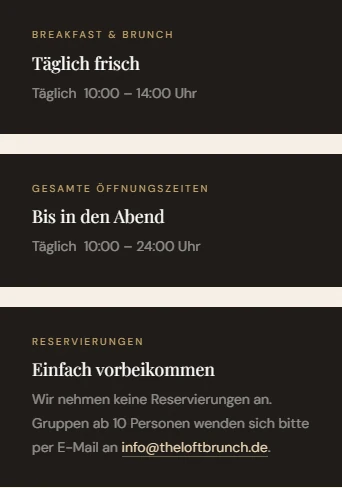 BREAKFAST & BRUNCH
Täglich frisch
Täglich 10:00 – 14:00 Uhr
GESAMTE ÖFFNUNGSZEITEN
Bis in den Abend
Täglich 10:00 – 24:00 Uhr
RESERVIERUNGEN
Einfach vorbeikommen
Wir nehmen keine Reservierungen an.
Gruppen ab 10 Personen wenden sich bitte
per E-Mail an info@theloftbrunch.de.